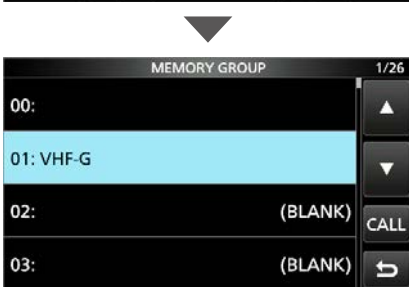 MEMORY GROUP 1/26
00:
01: VHF-G
02: (BLANK)
CALL
03: (BLANK)